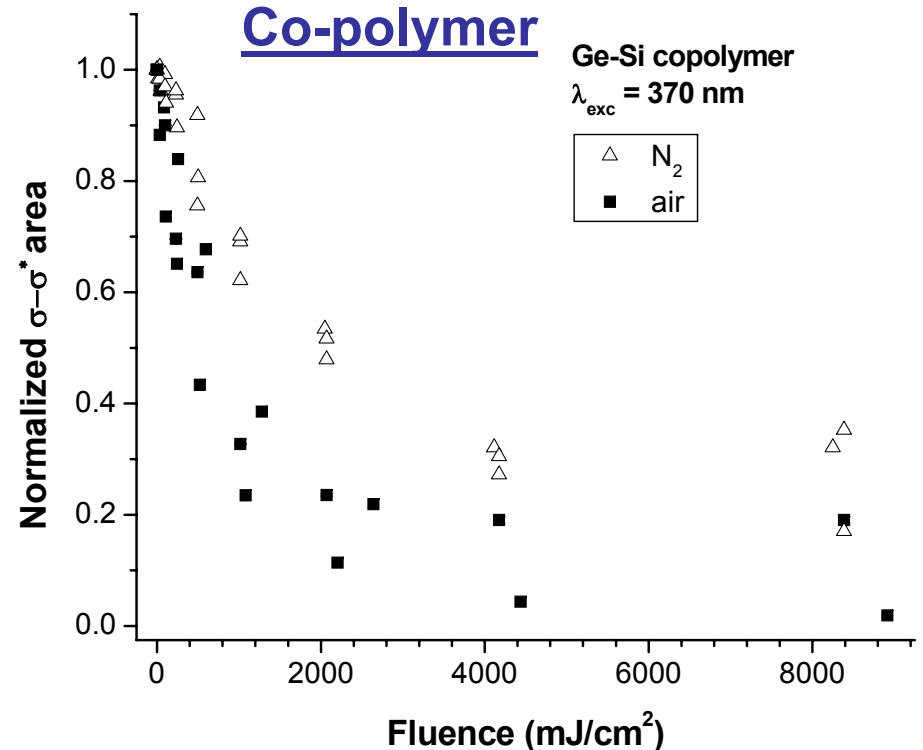 Co-polymer
Ge-Si copolymer
λexc = 370 nm
N2
air
Normalized σ–σ* area
1.0
0.8
0.6
0.4
0.2
0.0
0
2000
4000
6000
8000
Fluence (mJ/cm2)